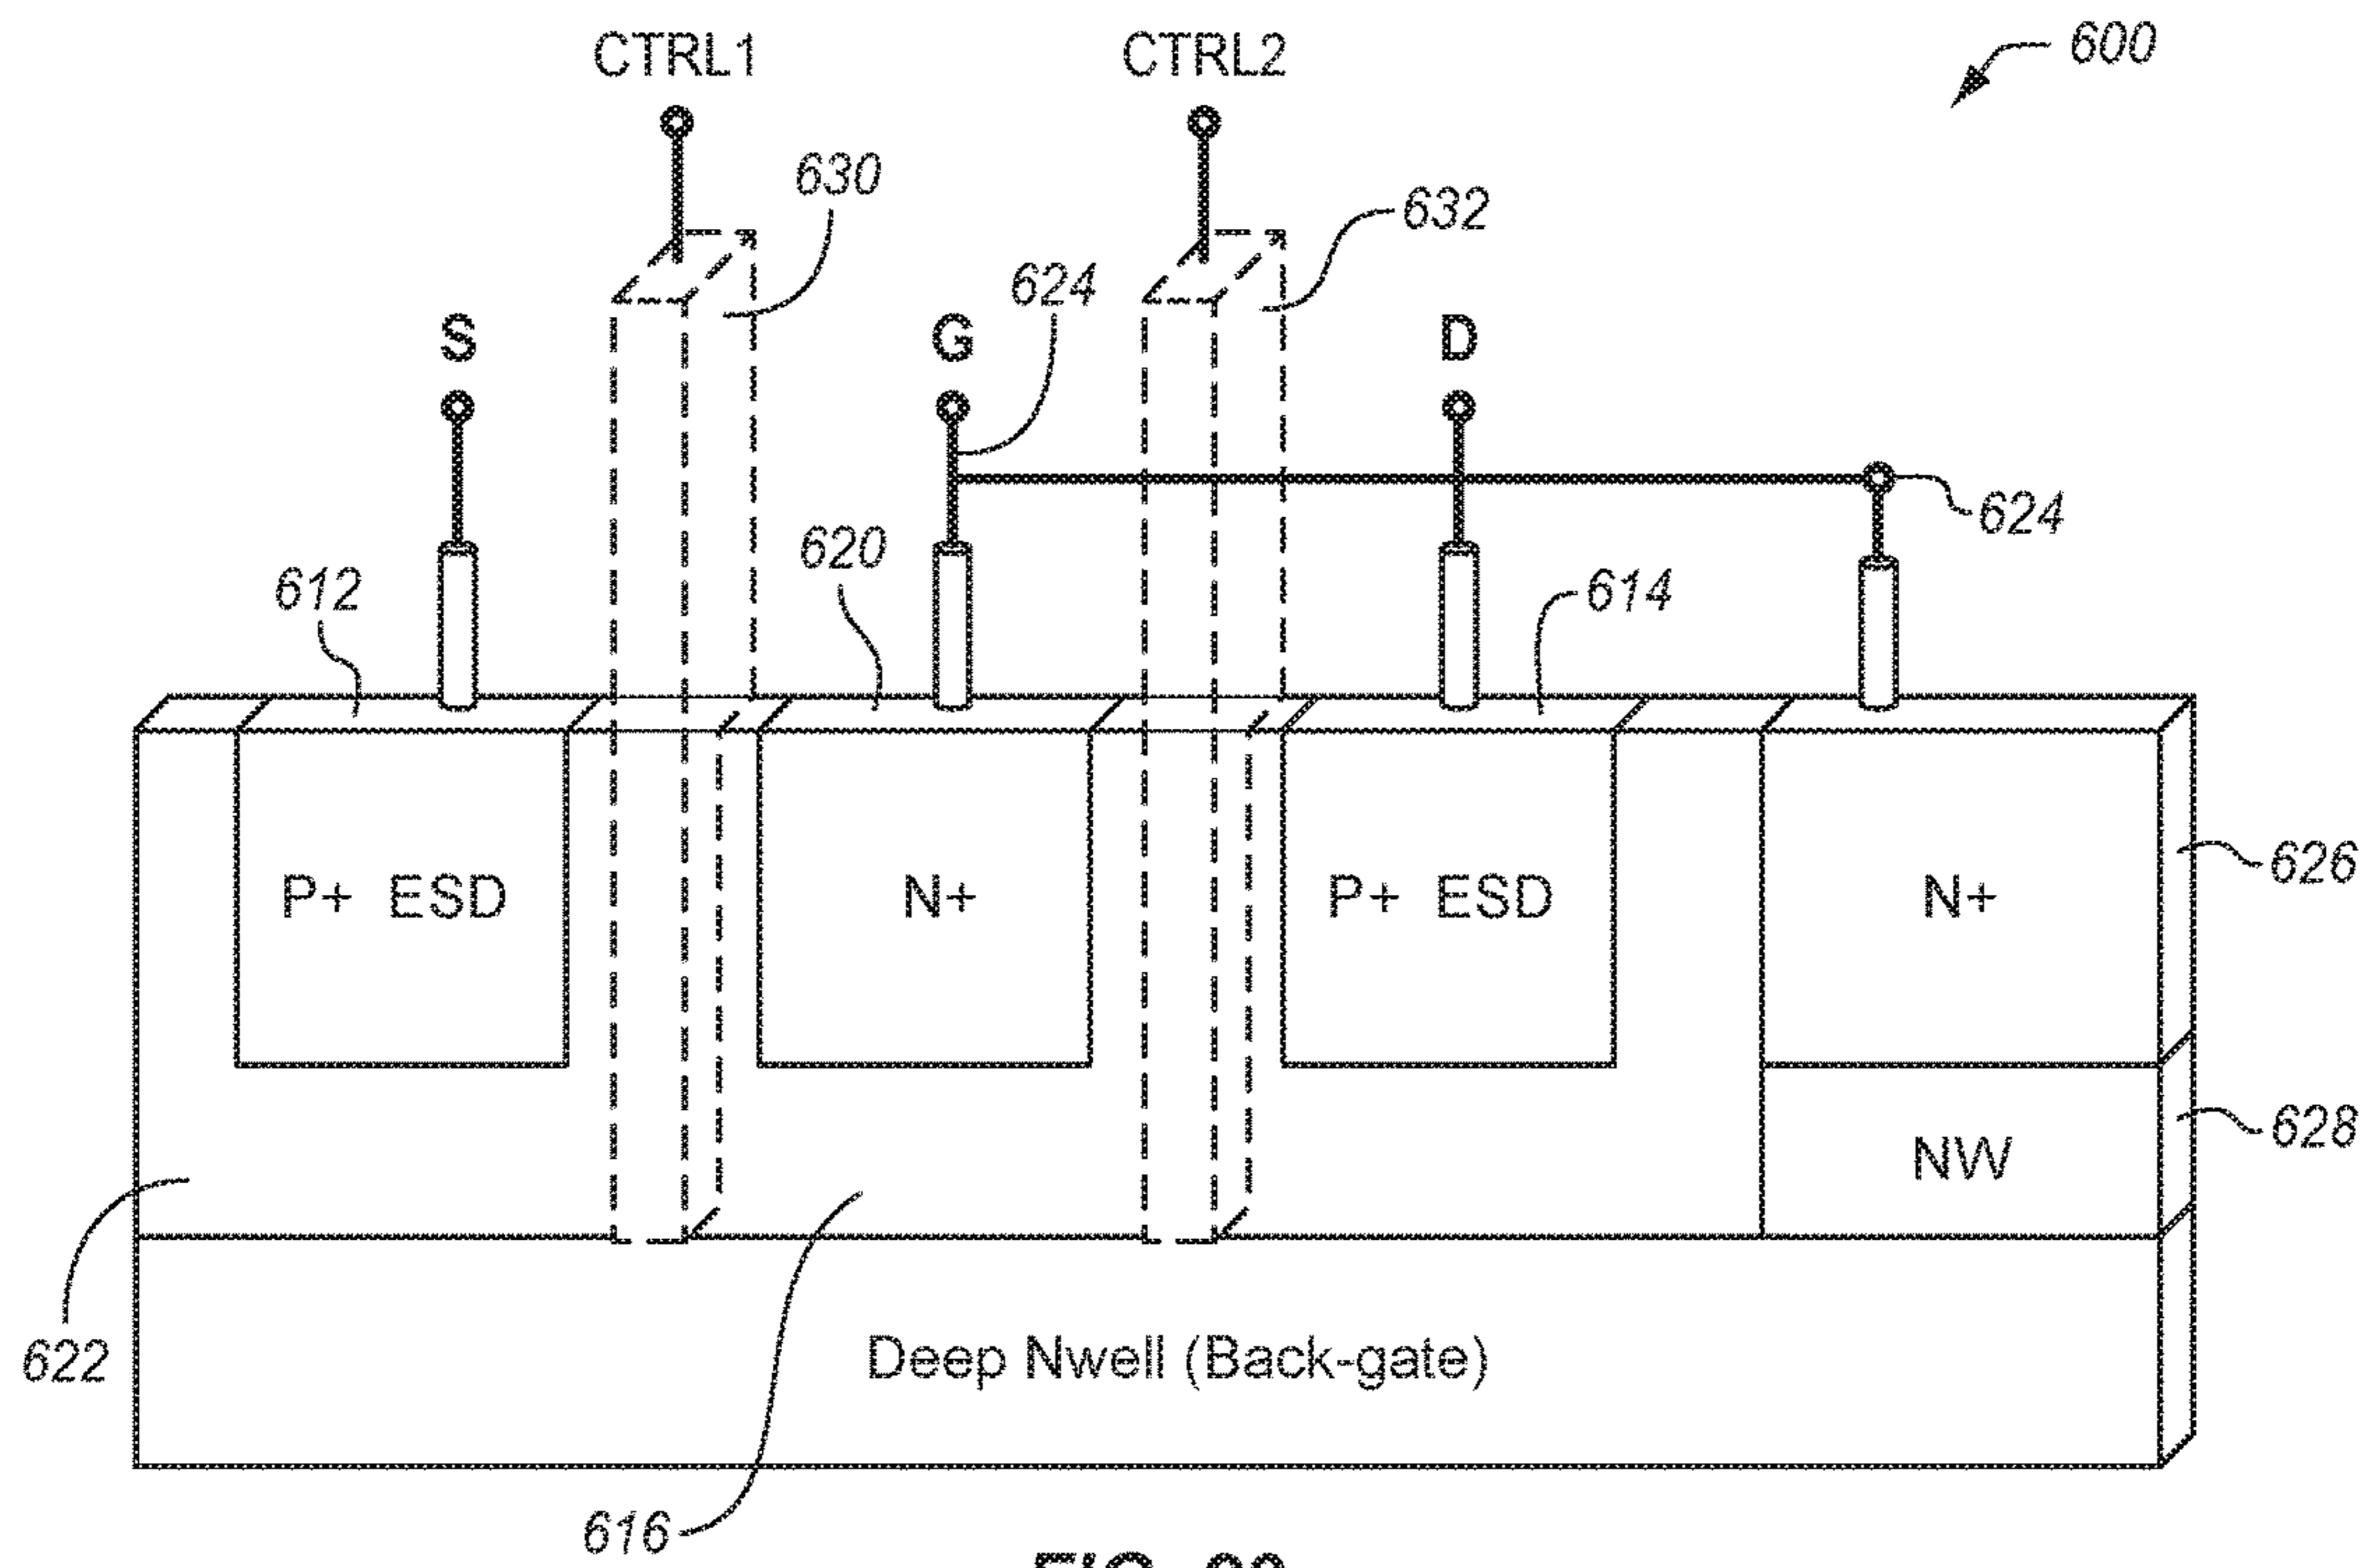 CTRL1 CTRL2 600
630
632
624
S G D
624
620
612 614
P+ ESD N+ P+ ESD N+
626
628
NW
622
Deep Nwell (Back-gate)
616
FIG.